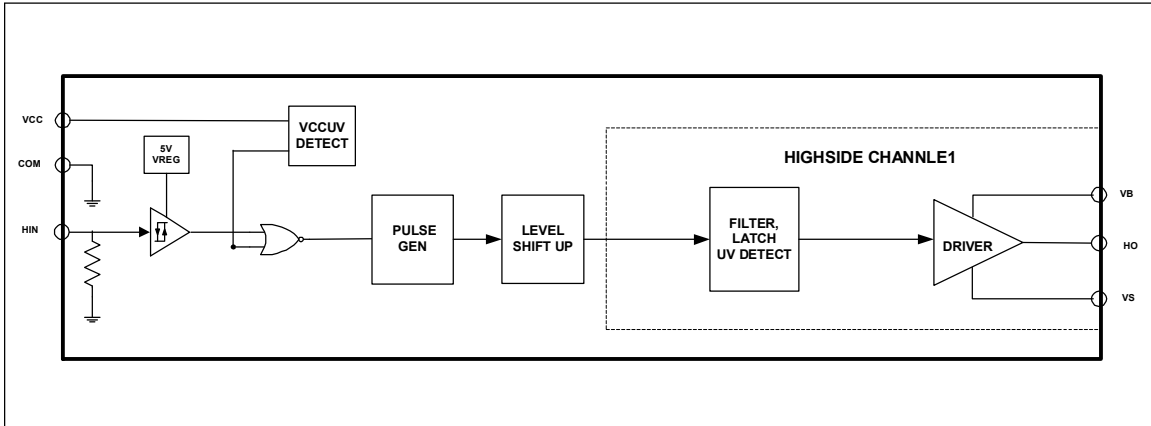 VCC
COM
HIN
5V
VREG
VCCUV
DETECT
PULSE
GEN
LEVEL
SHIFT UP
HIGHSIDE CHANNLE1
FILTER,
LATCH
UV DETECT
DRIVER
VB
HO
VS